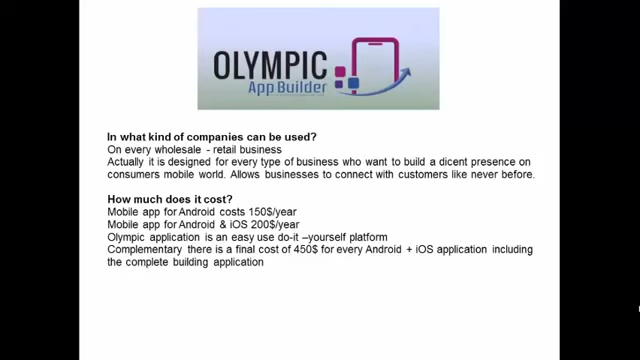 OLYMPIC
App Builder
In what kind of companies can be used?
On every wholesale - retail business
Actually it is designed for every type of business who want to build a dicent presence on
consumers mobile world. Allows businesses to connect with customers like never before.
How much does it cost?
Mobile app for Android costs 150$/year
Mobile app for Android & iOS 200$/year
Olympic application is an easy use do-it –yourself platform
Complementary there is a final cost of 450$ for every Android + iOS application including
the complete building application